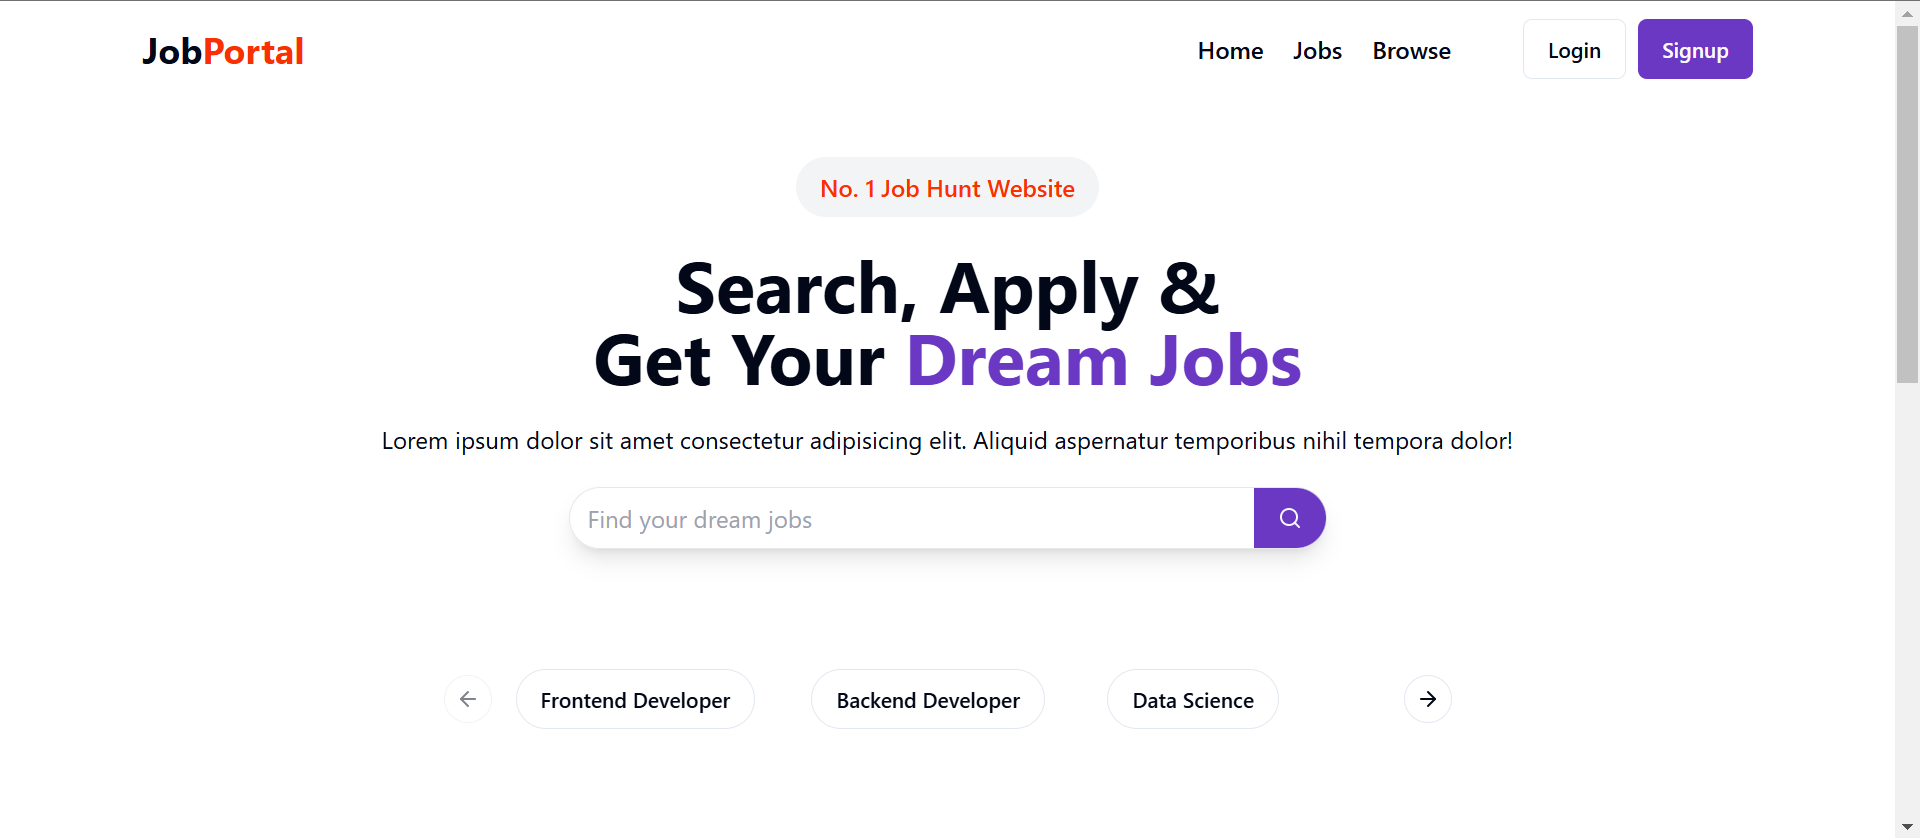 JobPortal
Home
Jobs
Browse
Login
Signup
No. 1 Job Hunt Website
Search, Apply &
Get Your Dream Jobs
Lorem ipsum dolor sit amet consectetur adipisicing elit. Aliquid aspernatur temporibus nihil tempora dolor!
Find your dream jobs
Frontend Developer
Backend Developer
Data Science